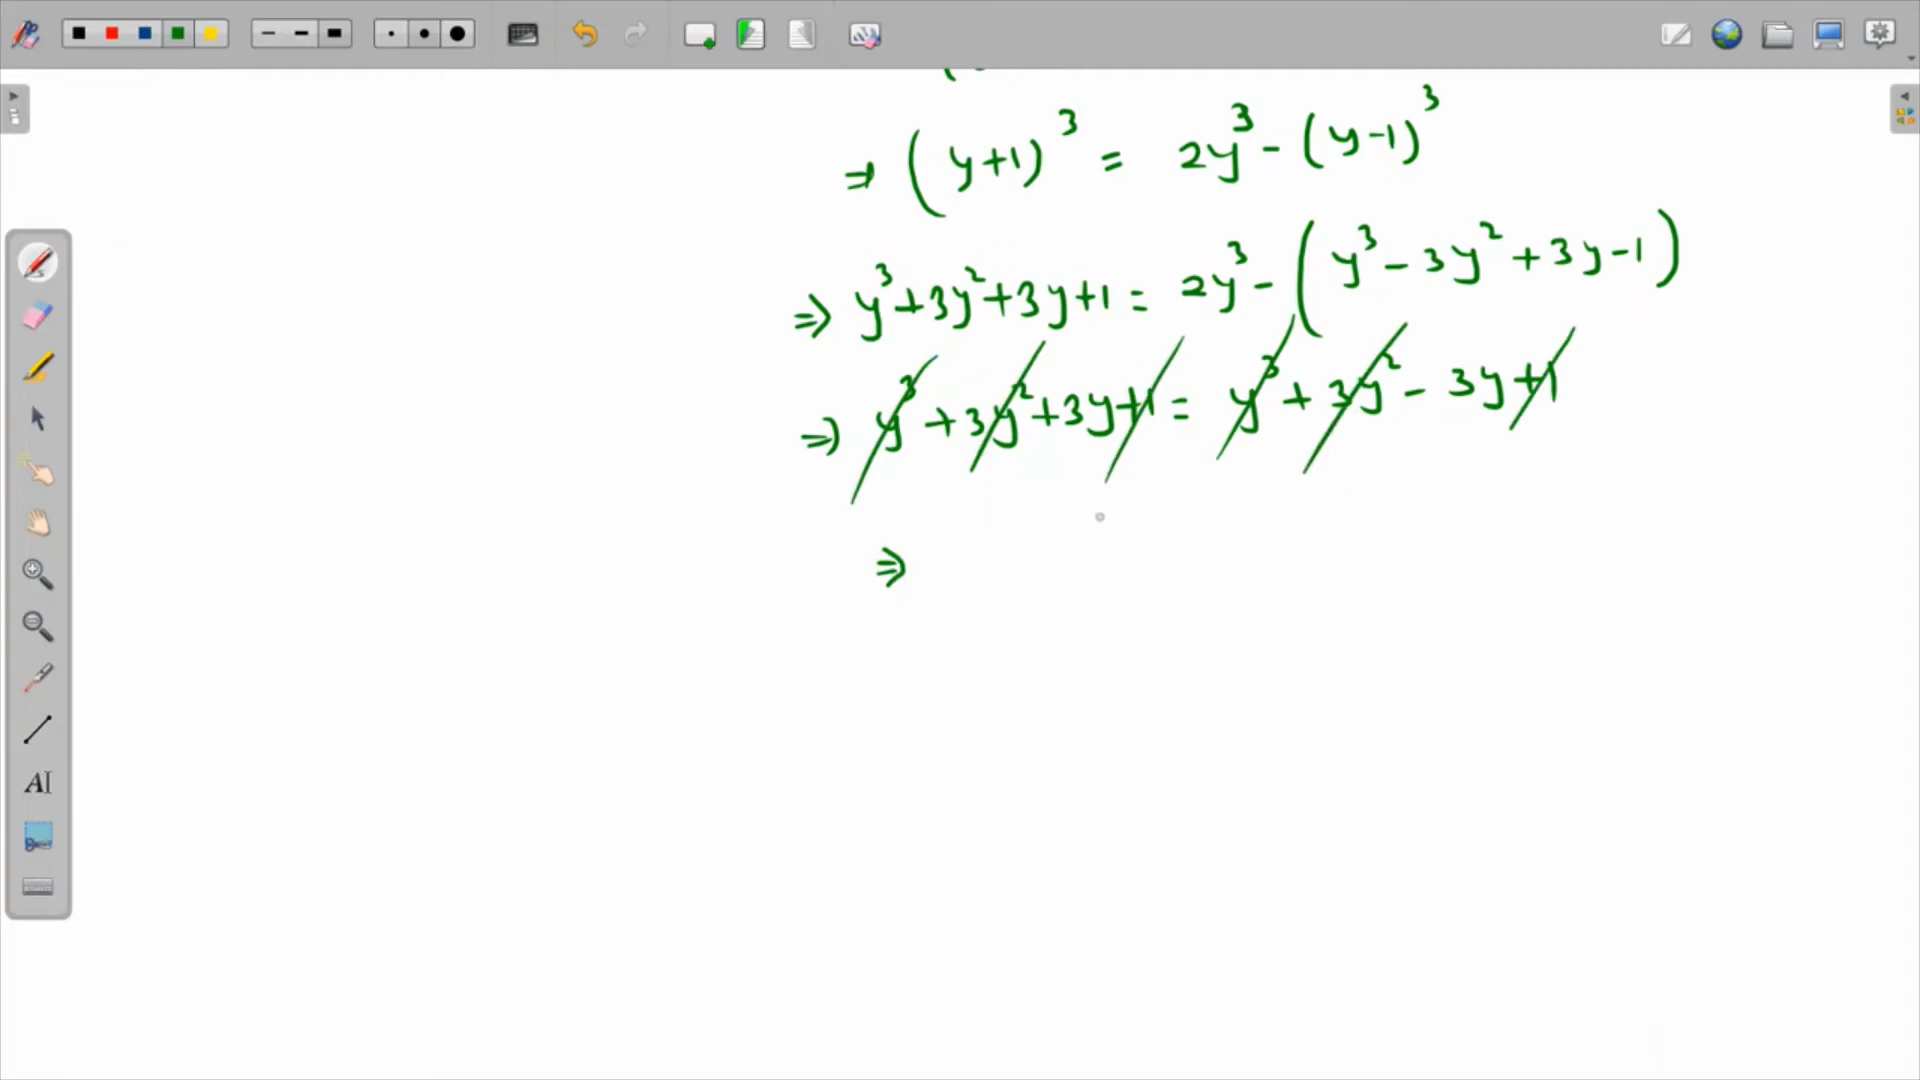 ⇒ (y+1)³ = 2y³ - (y-1)³
⇒ y³+3y²+3y+1 = 2y³ - (y³-3y²+3y-1)
⇒ y³+3y²+3y+1 = y³+3y²-3y+1
⇒
AI